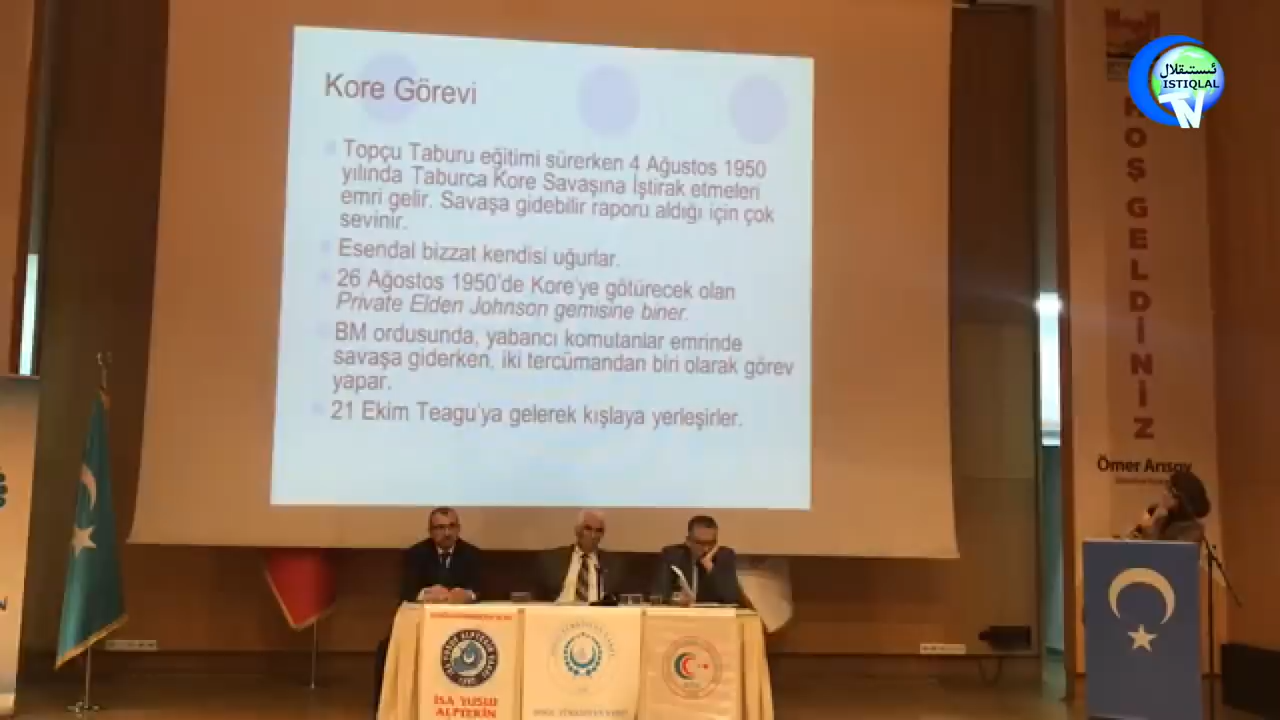 ئىستىقلال
ISTIQLAL
TV
Kore Görevi
Topçu Taburu eğitimi sürerken 4 Ağustos 1950
yılında Taburca Kore Savaşına İştirak etmeleri
emri gelir. Savaşa gidebilir raporu aldığı için çok
sevinir.
Esendal bizzat kendisi uğurlar.
26 Ağostos 1950'de Kore'ye götürecek olan
Private Elden Johnson gemisine biner.
BM ordusunda, yabancı komutanlar emrinde
savaşa giderken, iki tercümandan biri olarak görev
yapar.
21 Ekim Teagu'ya gelerek kışlaya yerleşirler.
HOŞ GELDİNİZ
Ömer Arısoy
İSA YUSUF
ALPTEKİN